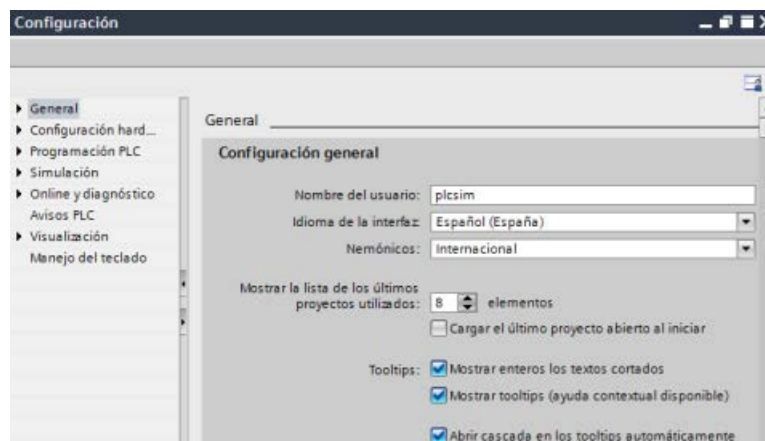 Configuración
General
Configuración hard...
Programación PLC
Simulación
Online y diagnóstico
Avisos PLC
Visualización
Manejo del teclado
General
Configuración general
Nombre del usuario: plcsim
Idioma de la interfaz: Español (España)
Nemónicos: Internacional
Mostrar la lista de los últimos
proyectos utilizados: 8 elementos
Cargar el último proyecto abierto al iniciar
Tooltips: Mostrar enteros los textos cortados
Mostrar tooltips (ayuda contextual disponible)
Abrir cascada en los tooltips automáticamente